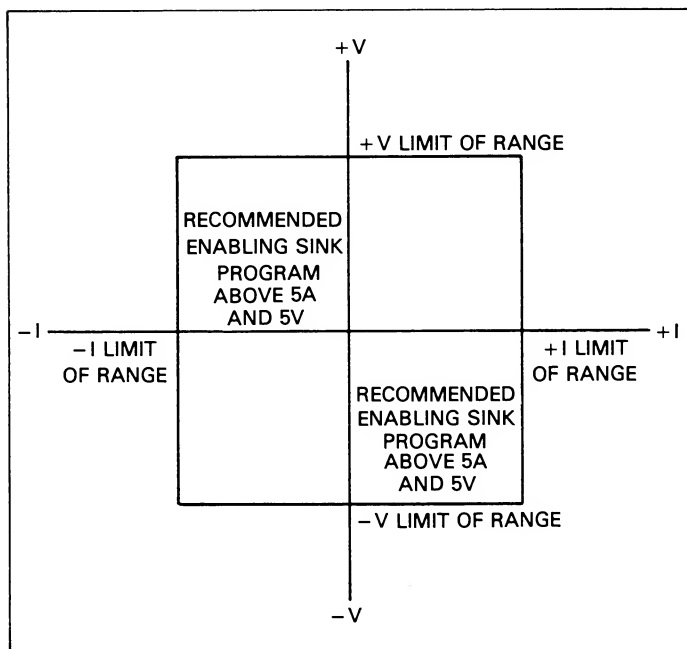 +V
+V LIMIT OF RANGE
RECOMMENDED
ENABLING SINK
PROGRAM
ABOVE 5A
AND 5V
−I
+I
−I LIMIT
OF RANGE
+I LIMIT
OF RANGE
RECOMMENDED
ENABLING SINK
PROGRAM
ABOVE 5A
AND 5V
−V LIMIT OF RANGE
−V